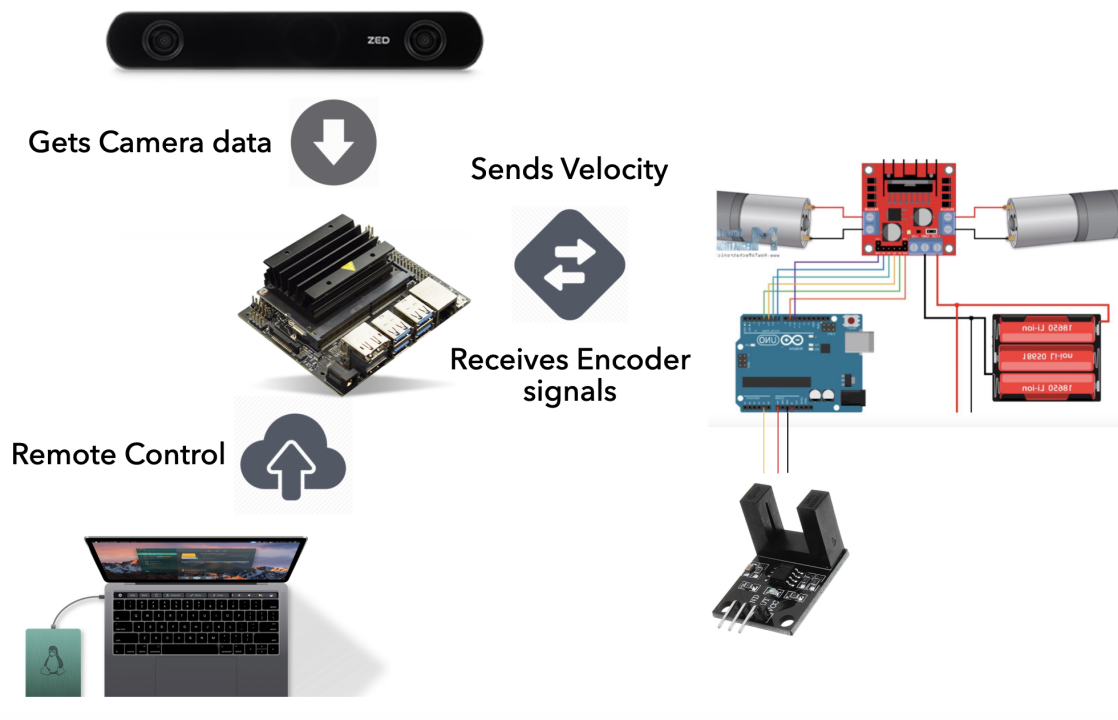 ZED
Gets Camera data
Sends Velocity
Receives Encoder
signals
Remote Control
UNO
18650 Li-ion
18650 Li-ion
18650 Li-ion